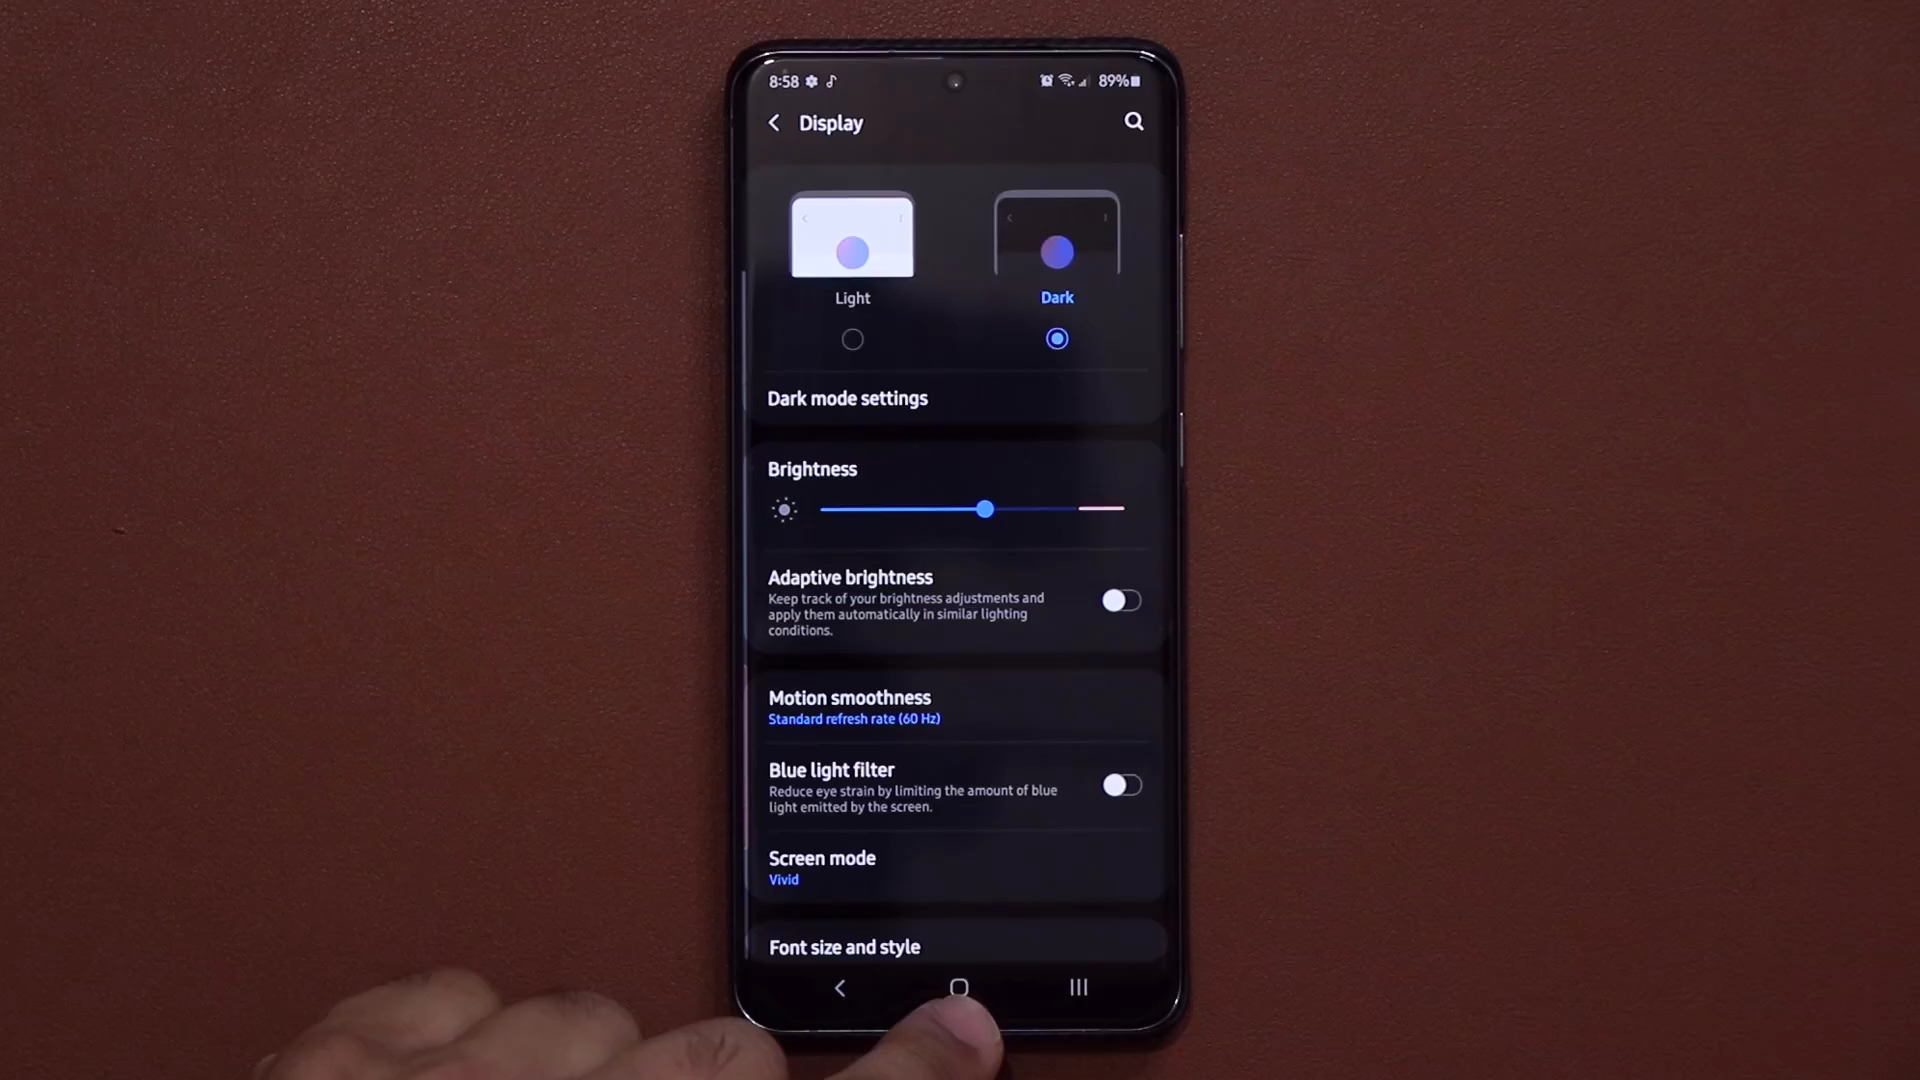 8:58
89%
Display
Light
Dark
Dark mode settings
Brightness
Adaptive brightness
Keep track of your brightness adjustments and
apply them automatically in similar lighting
conditions.
Motion smoothness
Standard refresh rate (60 Hz)
Blue light filter
Reduce eye strain by limiting the amount of blue
light emitted by the screen.
Screen mode
Vivid
Font size and style